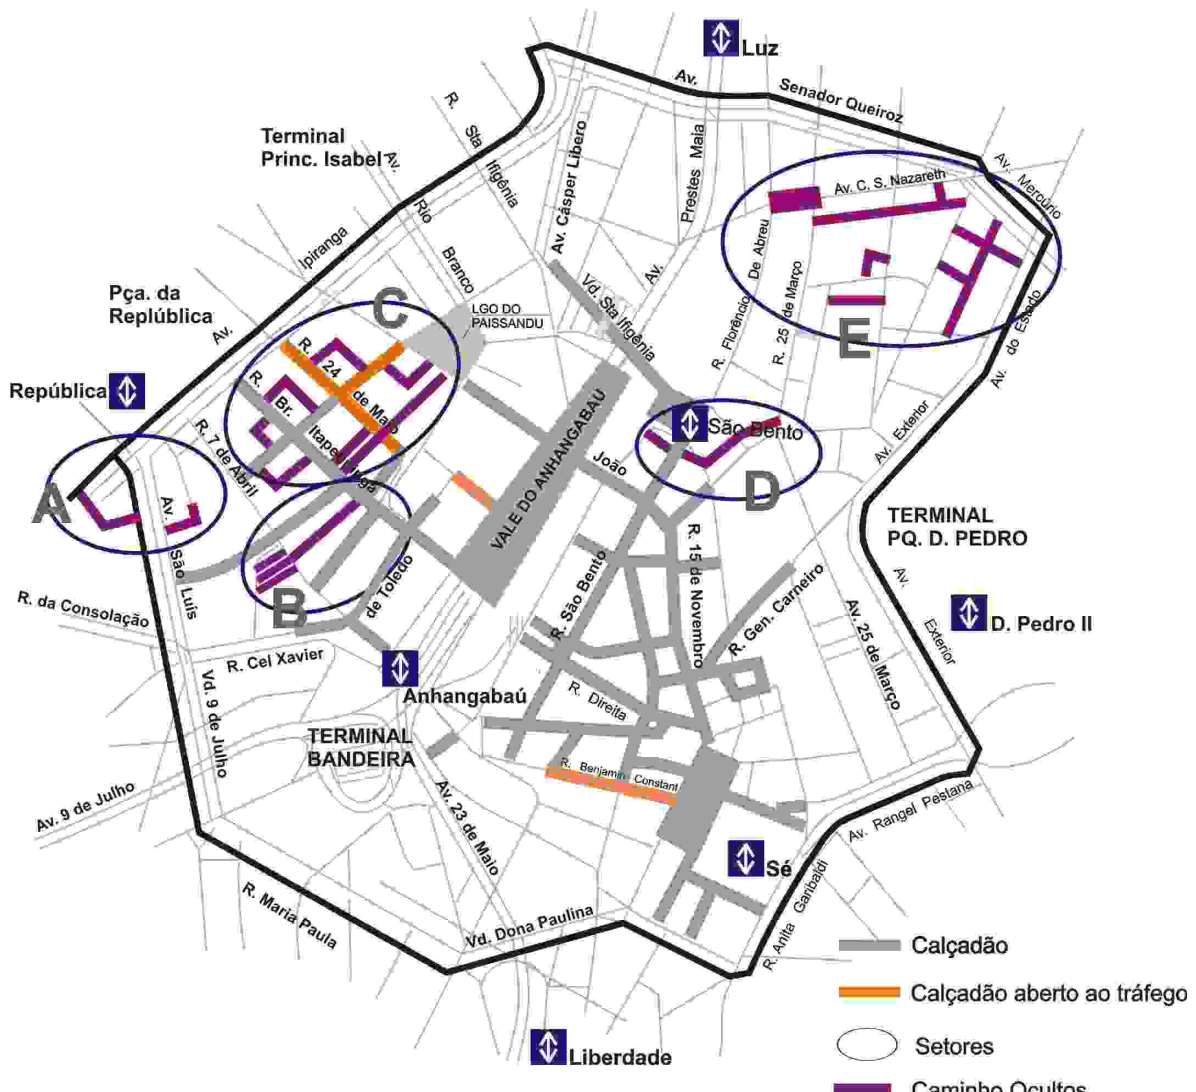 Luz
Av.
Senador Queiroz
R. Sta Ifigênia
Terminal
Princ. Isabel
Av.
Rio
Branco
Av. Cásper Líbero
Prestes Maia
Av.
Av. C. S. Nazareth
Av. Mercúrio
Ipiranga
Av.
Pça. da
Replública
C
LGO DO
PAISSANDU
Vd. Sta Ifigênia
R. Florêncio
De Abreu
R. 25 de Março
E
Av.
do Estado
República
R. 24
de Maio
R. Br.
Itapetininga
R. 7 de Abril
VALE DO ANHANGABAÚ
São Bento
João
D
Av. Exterior
A
Av.
São Luís
B
de Toledo
R. São Bento
R. 15 de Novembro
R. Gen. Carneiro
TERMINAL
PQ. D. PEDRO
Av.
Exterior
D. Pedro II
Av. 25 de Março
R. da Consolação
R. Cel Xavier
Anhangabaú
R. Direita
Vd. 9 de Julho
TERMINAL
BANDEIRA
R. Benjamin Constant
Av. 9 de Julho
Av. 23 de Maio
Av. Rangel Pestana
Sé
R. Anita Garibaldi
R. Maria Paula
Vd. Dona Paulina
Liberdade
Calçadão
Calçadão aberto ao tráfego
Setores
Caminho Ocultos